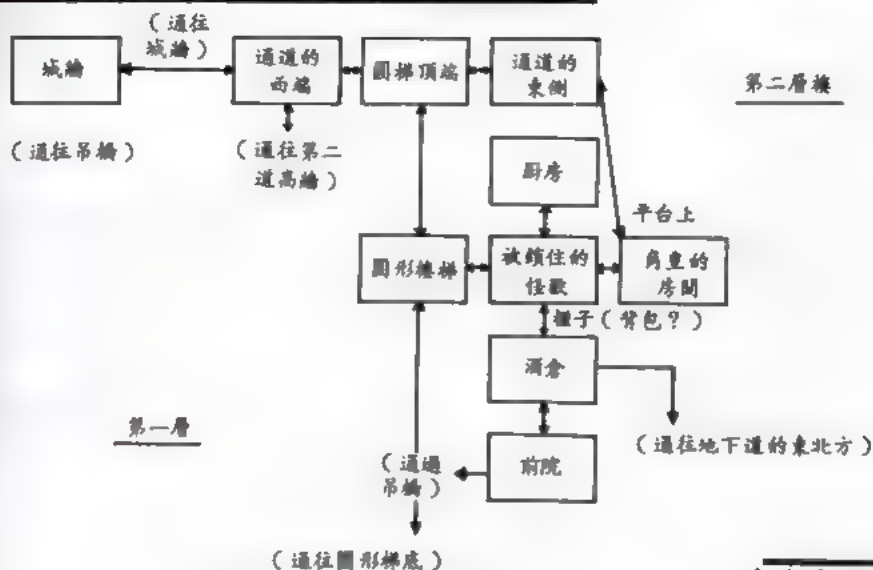 （通往
城牆）
城牆
通道的
西端
圓梯頂端
通道的
東側
第二層樓
（通往吊橋）
（通往第二
道高牆）
廚房
平台上
圓形樓梯
被鎖住的
怪獸
角重的
房間
種子（背包？）
酒倉
第一層
（通往地下道的東北方）
（通過
吊橋）
前院
（通往圓形梯底）